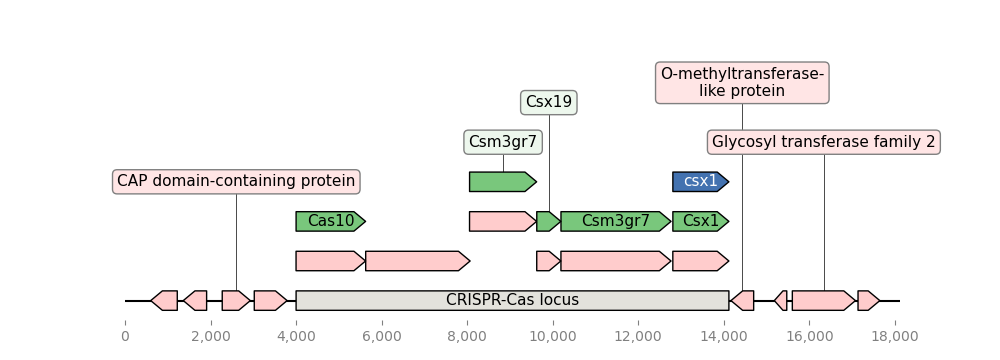 O-methyltransferase-
like protein
Csx19
Csm3gr7
Glycosyl transferase family 2
CAP domain-containing protein
csx1
Cas10
Csm3gr7
Csx1
CRISPR-Cas locus
0
2,000
4,000
6,000
8,000
10,000
12,000
14,000
16,000
18,000